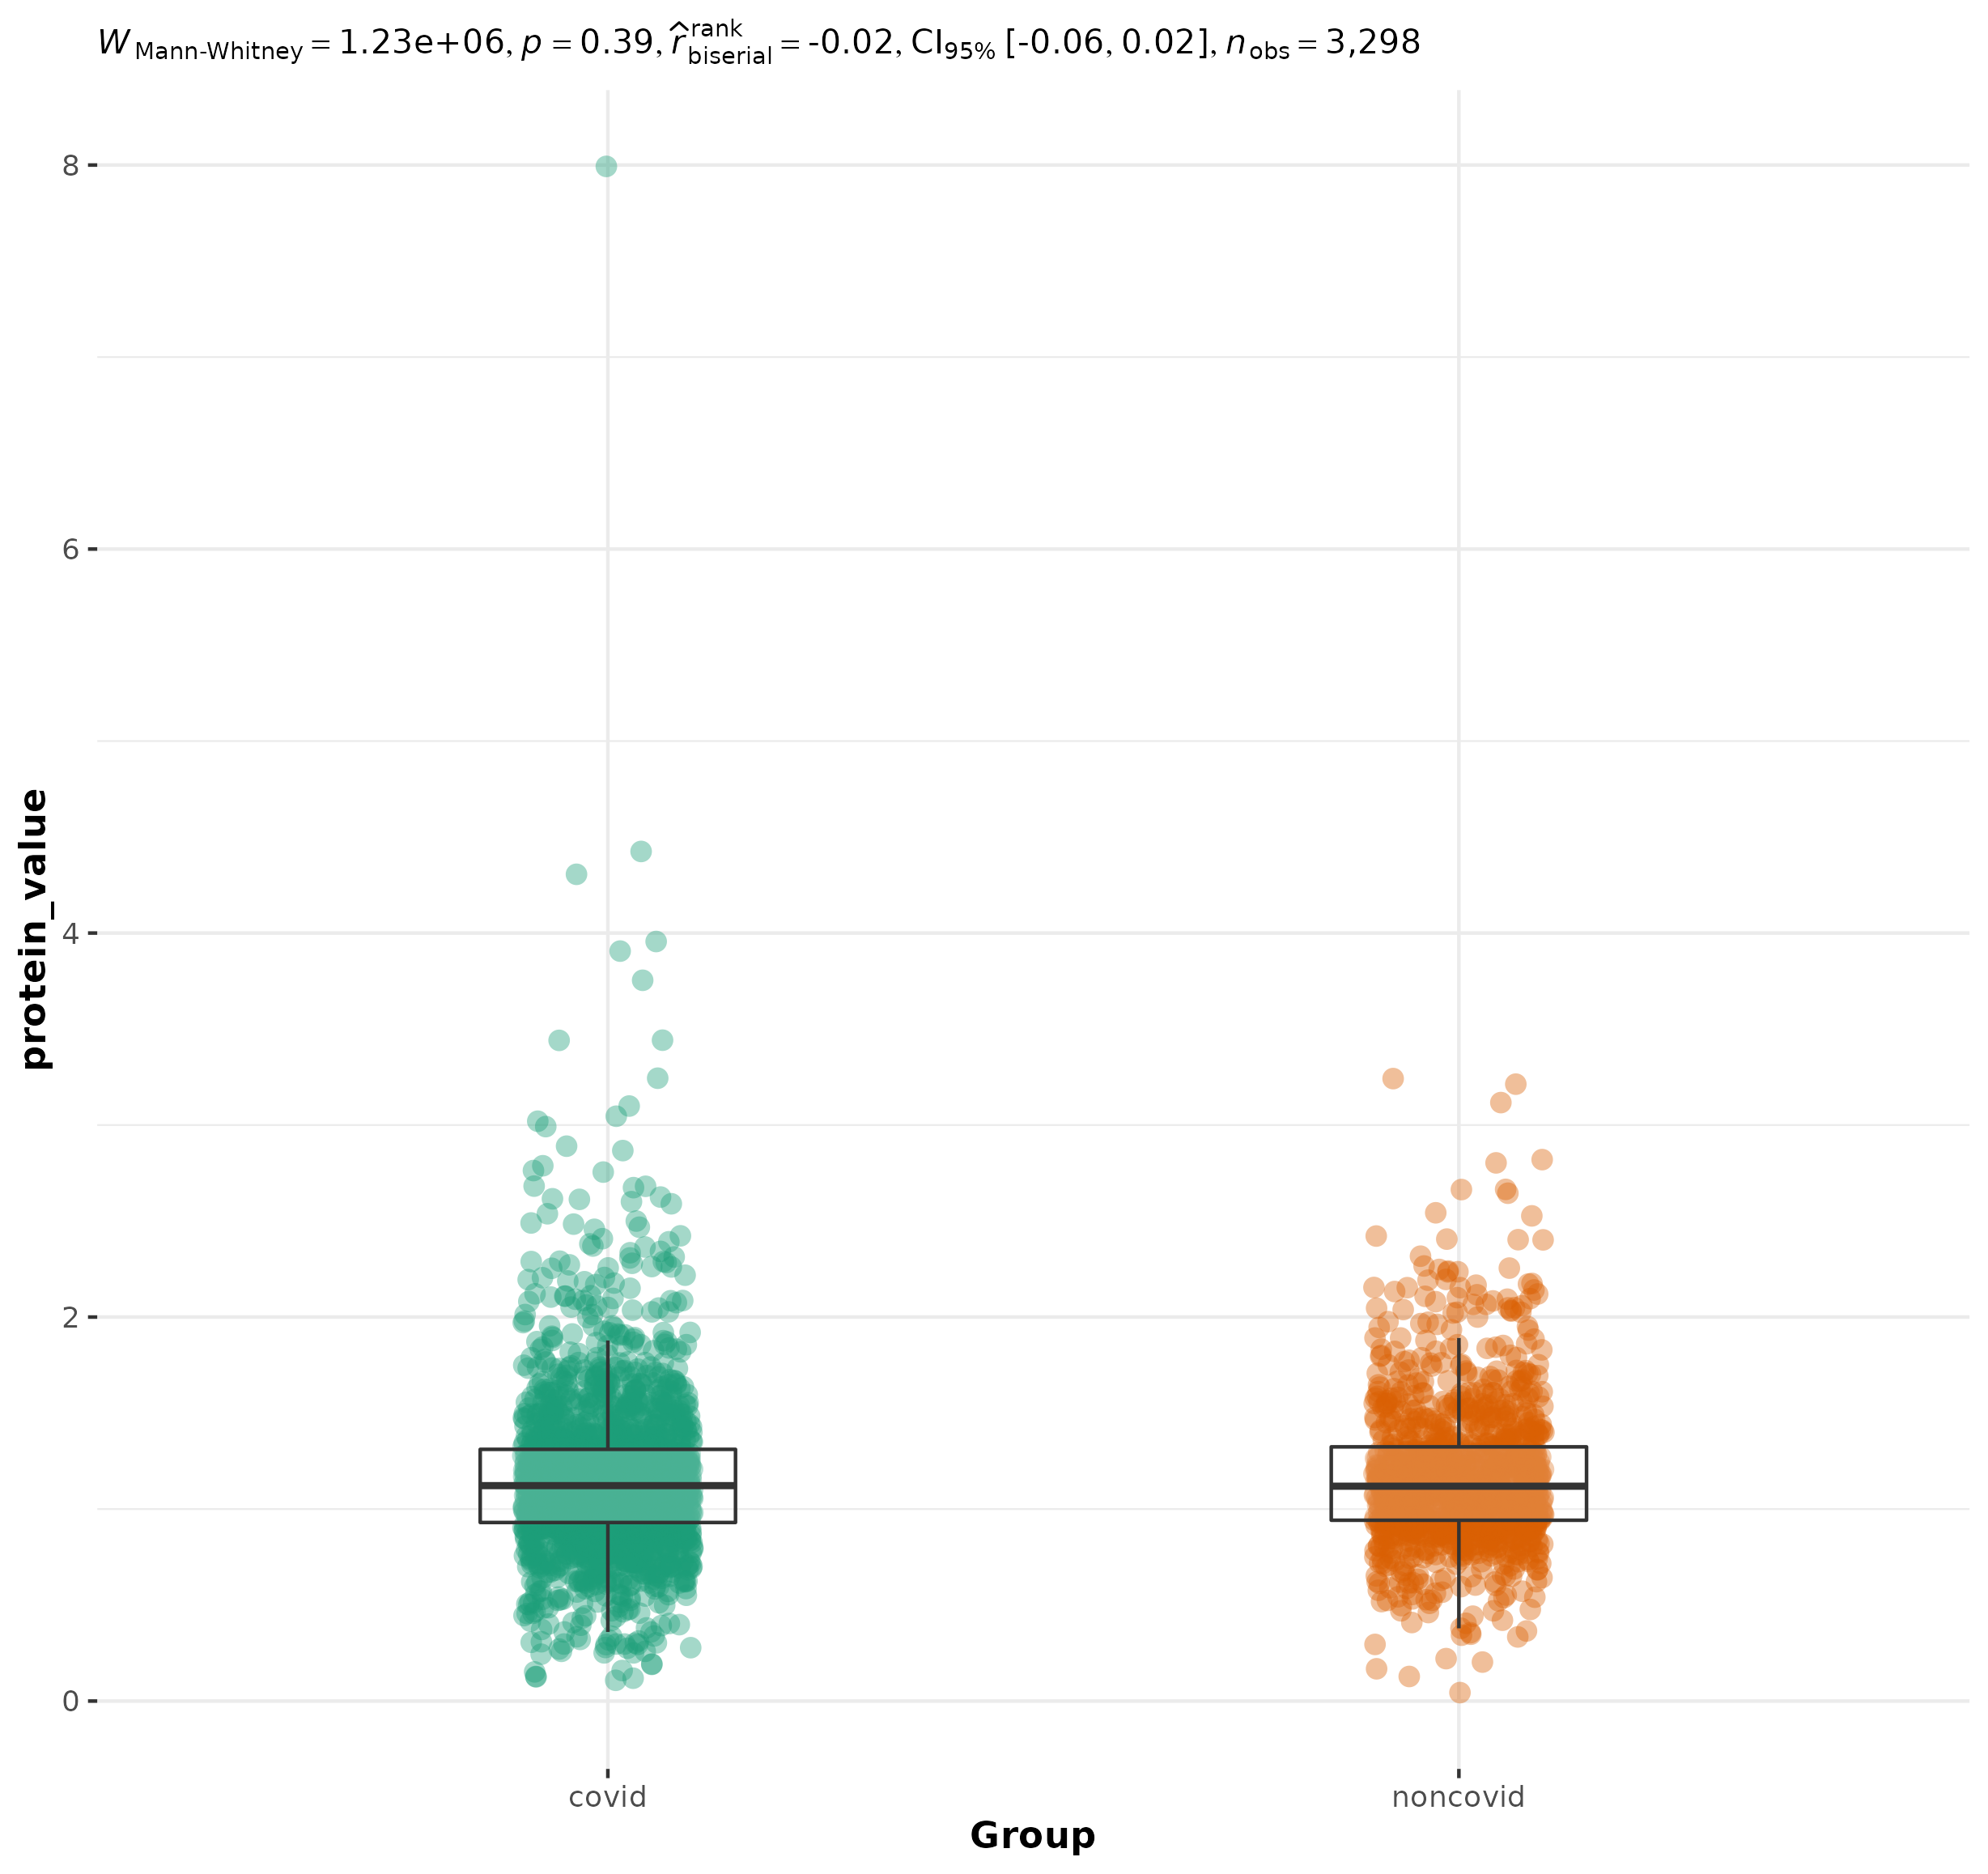 W Mann-Whitney = 1.23e+06, p = 0.39, r̂ rank biserial = -0.02, CI95% [-0.06, 0.02], nobs = 3,298
8
6
4
2
0
protein_value
covid
noncovid
Group